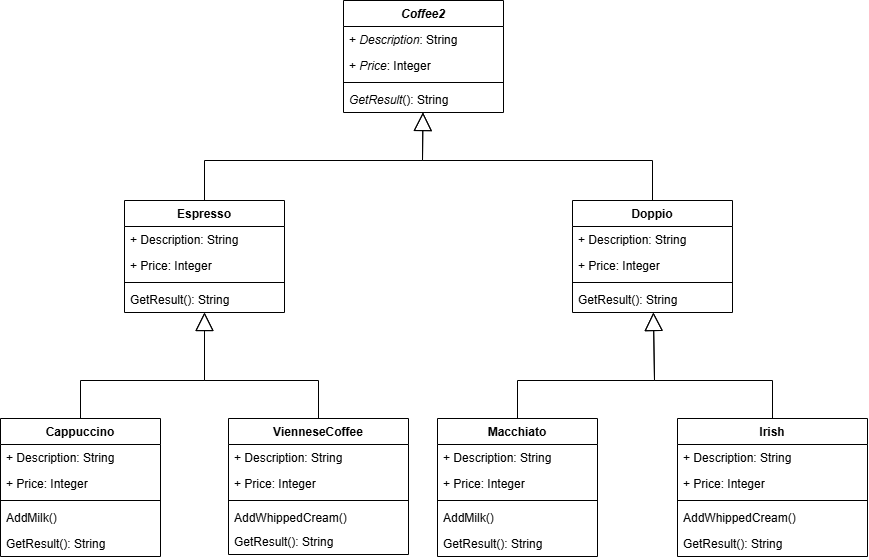 Coffee2
+ Description: String
+ Price: Integer
GetResult(): String
Espresso
+ Description: String
+ Price: Integer
GetResult(): String
Doppio
+ Description: String
+ Price: Integer
GetResult(): String
Cappuccino
+ Description: String
+ Price: Integer
AddMilk()
GetResult(): String
VienneseCoffee
+ Description: String
+ Price: Integer
AddWhippedCream()
GetResult(): String
Macchiato
+ Description: String
+ Price: Integer
AddMilk()
GetResult(): String
Irish
+ Description: String
+ Price: Integer
AddWhippedCream()
GetResult(): String